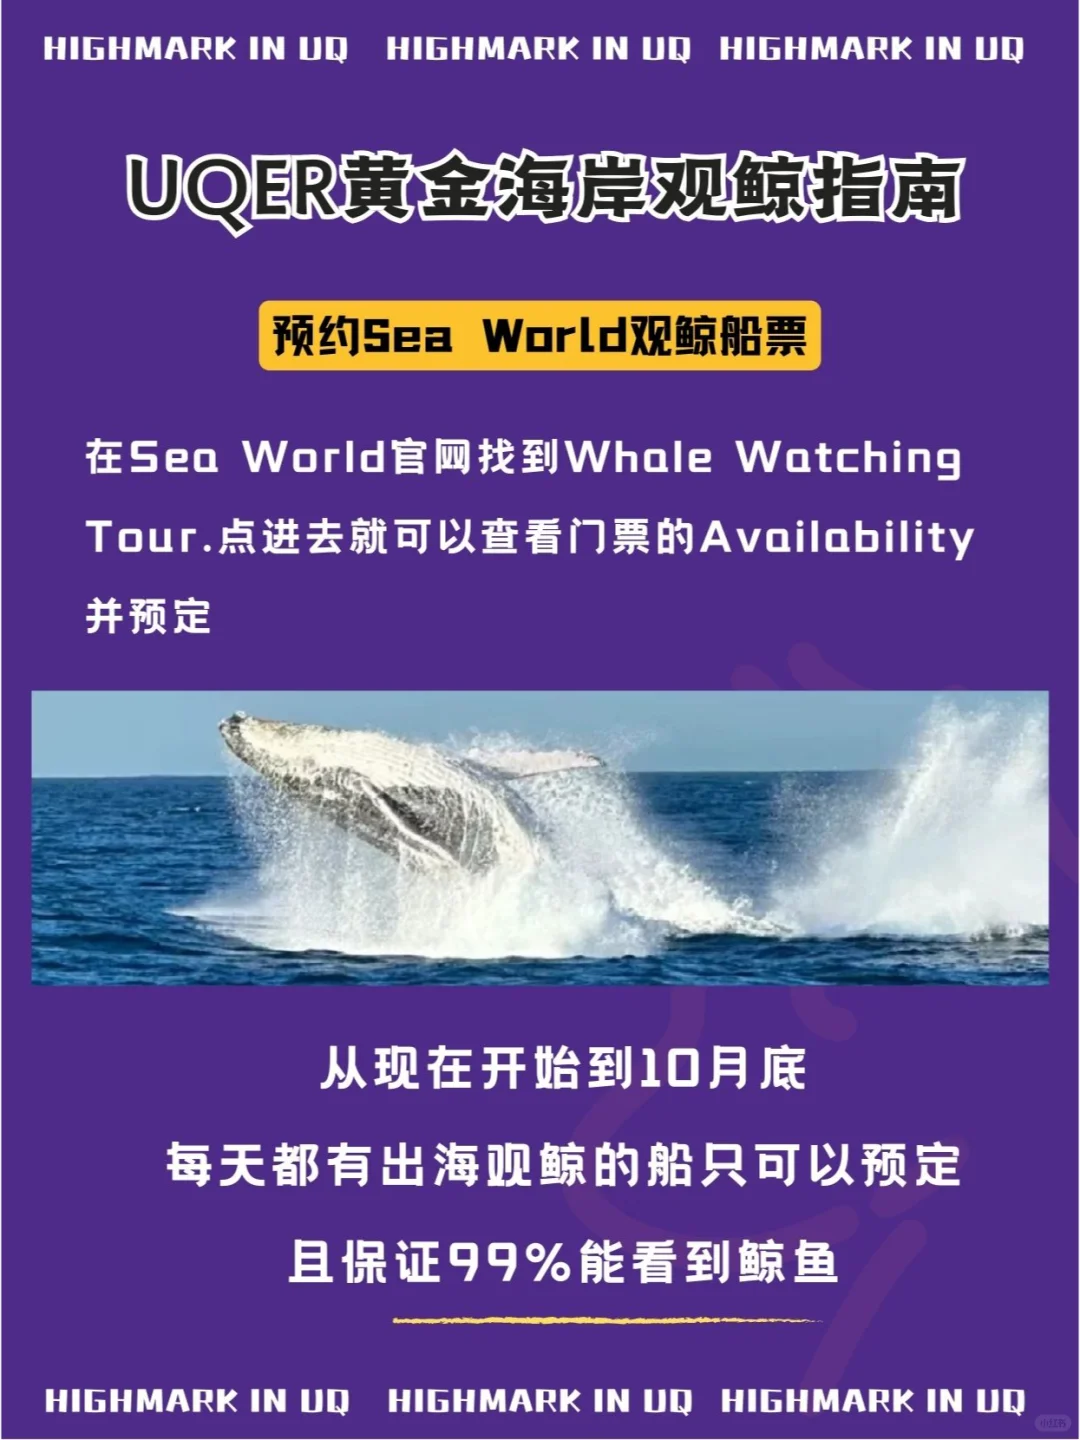 HIGHMARK IN UQ HIGHMARK IN UQ HIGHMARK IN UQ
UQER黄金海岸观鲸指南
预约Sea World观鲸船票
在Sea World官网找到Whale Watching
Tour.点进去就可以查看门票的Availability
并预定
从现在开始到10月底
每天都有出海观鲸的船只可以预定
且保证99%能看到鲸鱼
HIGHMARK IN UQ HIGHMARK IN UQ HIGHMARK IN UQ
小红书